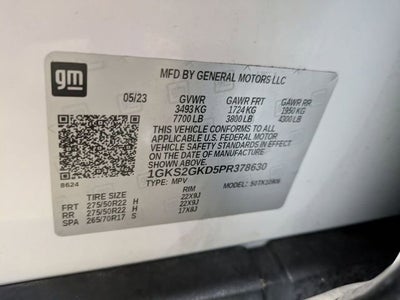 gm
MFD BY GENERAL MOTORS LLC
05/23 GVWR GAWR FRT GAWR RR
3493 KG 1724 KG 1950 KG
7700 LB 3800 LB 4300 LB
THIS VEHICLE CONFORMS TO ALL
APPLICABLE U.S. FEDERAL MOTOR
VEHICLE SAFETY STANDARDS
IN EFFECT ON THE DATE OF
MANUFACTURE SHOWN ABOVE.
8624
1GKS2GKD5PR378630
TYPE: MPV MODEL:
TIRE SIZE RIM
FRT 275/50R22 H 22X9J
RR 275/50R22 H 22X9J
SPA 265/70R17 S 17X8J